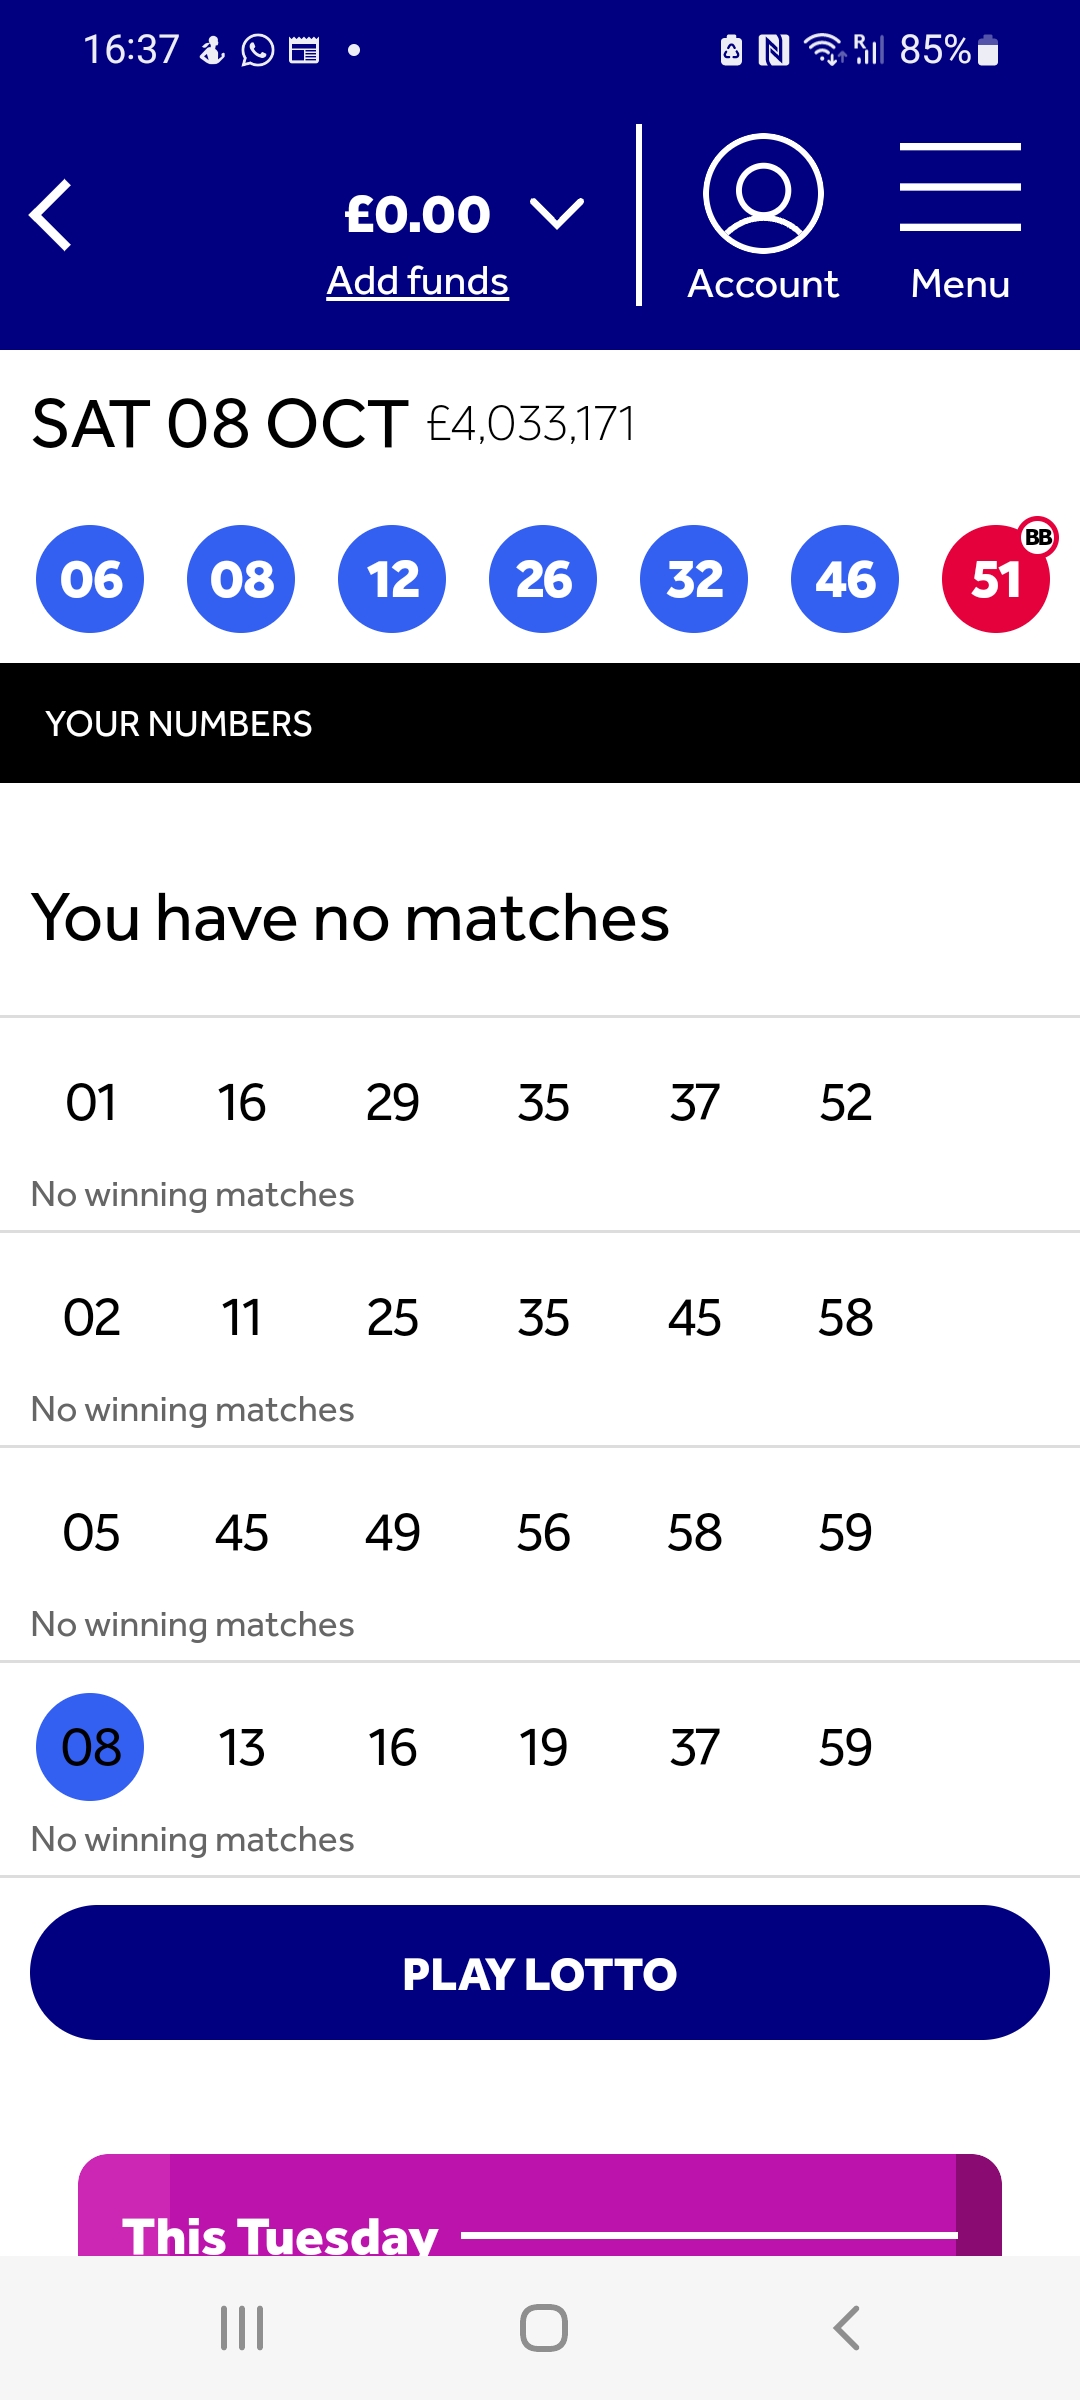 16:37 R 85%
£0.00
Add funds
Account
Menu
SAT 08 OCT £4,033,171
06 08 12 26 32 46 51 BB
YOUR NUMBERS
You have no matches
01 16 29 35 37 52
No winning matches
02 11 25 35 45 58
No winning matches
05 45 49 56 58 59
No winning matches
08 13 16 19 37 59
No winning matches
PLAY LOTTO
This Tuesday